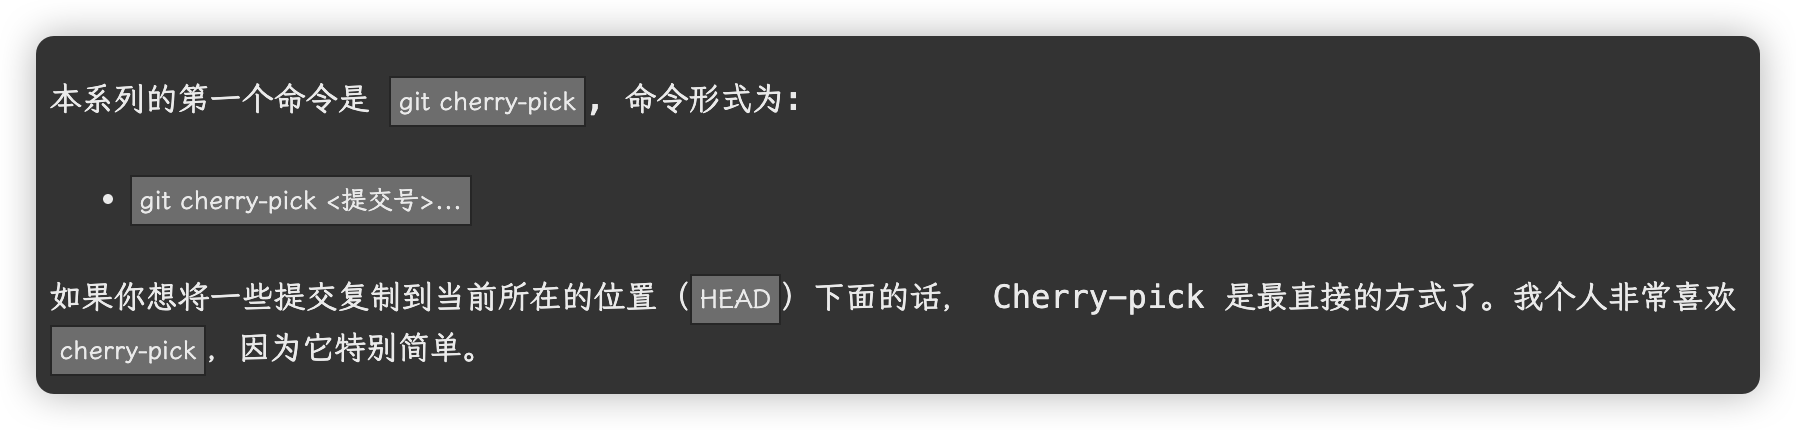 本系列的第一个命令是 git cherry-pick, 命令形式为:
• git cherry-pick <提交号>...
如果你想将一些提交复制到当前所在的位置（HEAD）下面的话， Cherry-pick 是最直接的方式了。我个人非常喜欢
cherry-pick，因为它特别简单。